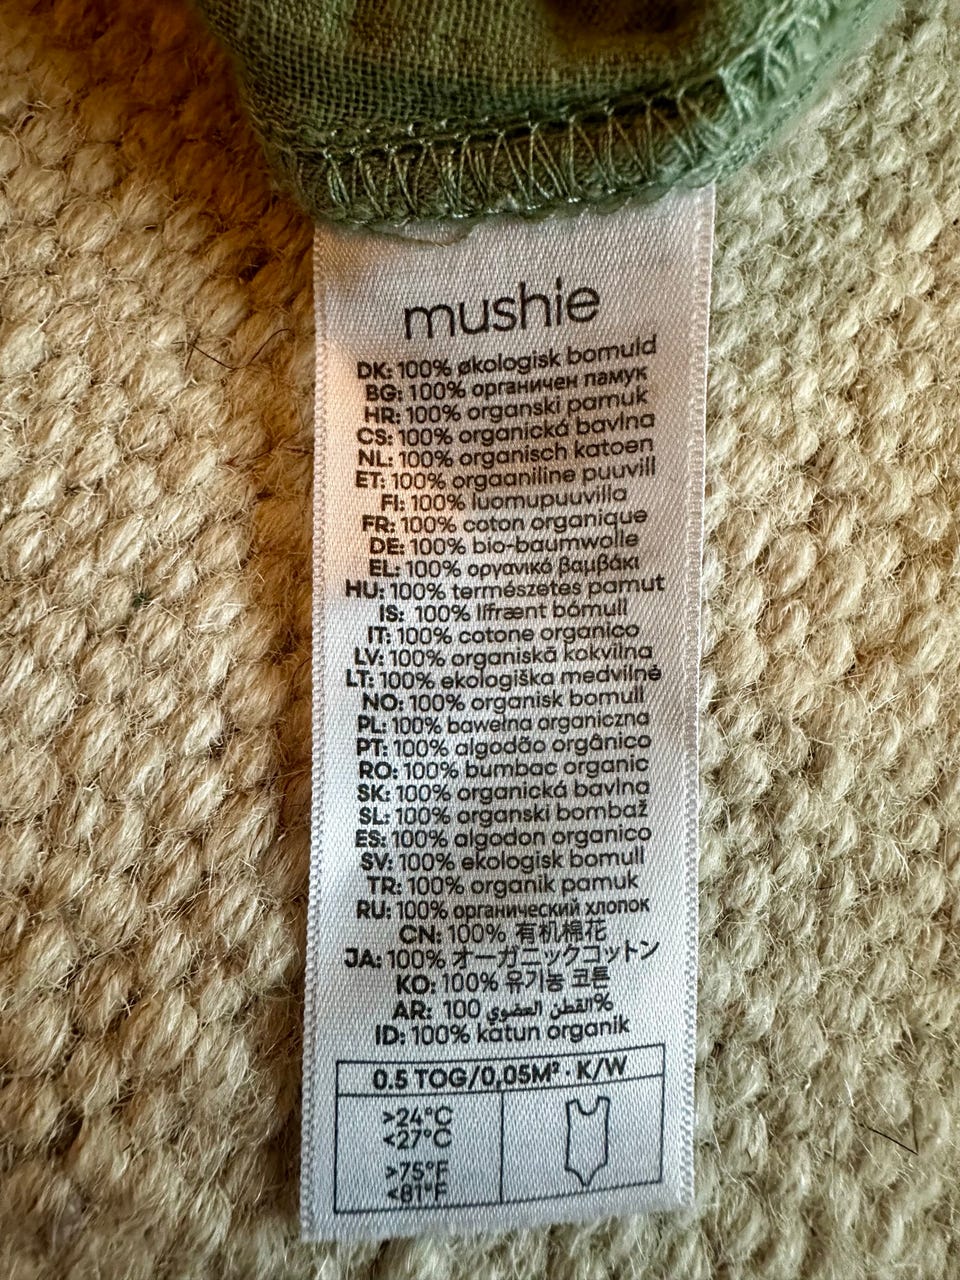 mushie
DK: 100% økologisk bomuld
BG: 100% органичен памук
HR: 100% organski pamuk
CS: 100% organická bavlna
NL: 100% organisch katoen
ET: 100% orgaaniline puuvill
FI: 100% luomupuuvilla
FR: 100% coton organique
DE: 100% bio-baumwolle
EL: 100% οργανικό βαμβάκι
HU: 100% természetes pamut
IS: 100% lífrænt bómull
IT: 100% cotone organico
LV: 100% organiskā kokvilna
LT: 100% ekologiška medvilnė
NO: 100% organisk bomull
PL: 100% bawełna organiczna
PT: 100% algodão orgânico
RO: 100% bumbac organic
SK: 100% organická bavlna
SL: 100% organski bombaž
ES: 100% algodon organico
SV: 100% ekologisk bomull
TR: 100% organik pamuk
RU: 100% органический хлопок
CN: 100% 有机棉花
JA: 100% オーガニックコットン
KO: 100% 유기농 코튼
AR: 100 القطن العضوي%
ID: 100% katun organik
0.5 TOG/0,05M² · K/W
>24°C
<27°C
>75°F
<81°F